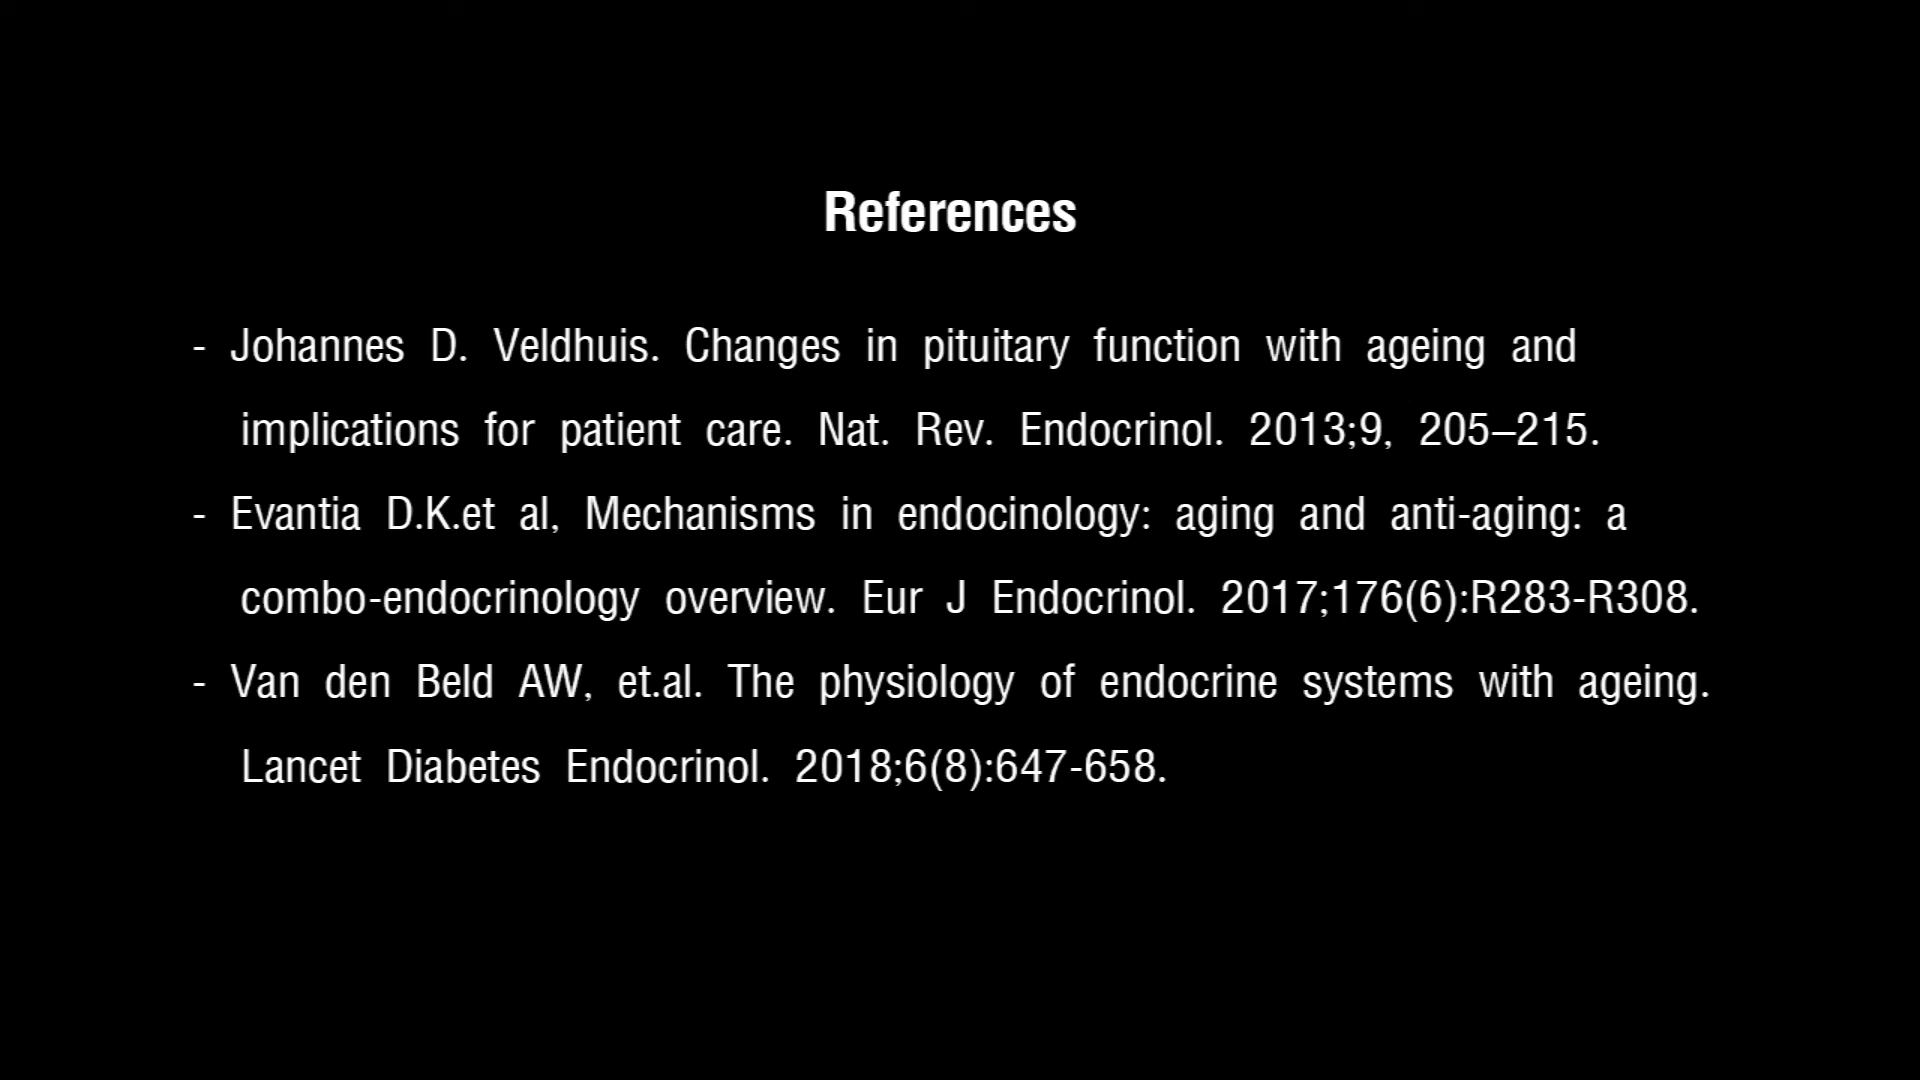 References
- Johannes D. Veldhuis. Changes in pituitary function with ageing and
implications for patient care. Nat. Rev. Endocrinol. 2013;9, 205–215.
- Evantia D.K.et al, Mechanisms in endocinology: aging and anti-aging: a
combo-endocrinology overview. Eur J Endocrinol. 2017;176(6):R283-R308.
- Van den Beld AW, et.al. The physiology of endocrine systems with ageing.
Lancet Diabetes Endocrinol. 2018;6(8):647-658.